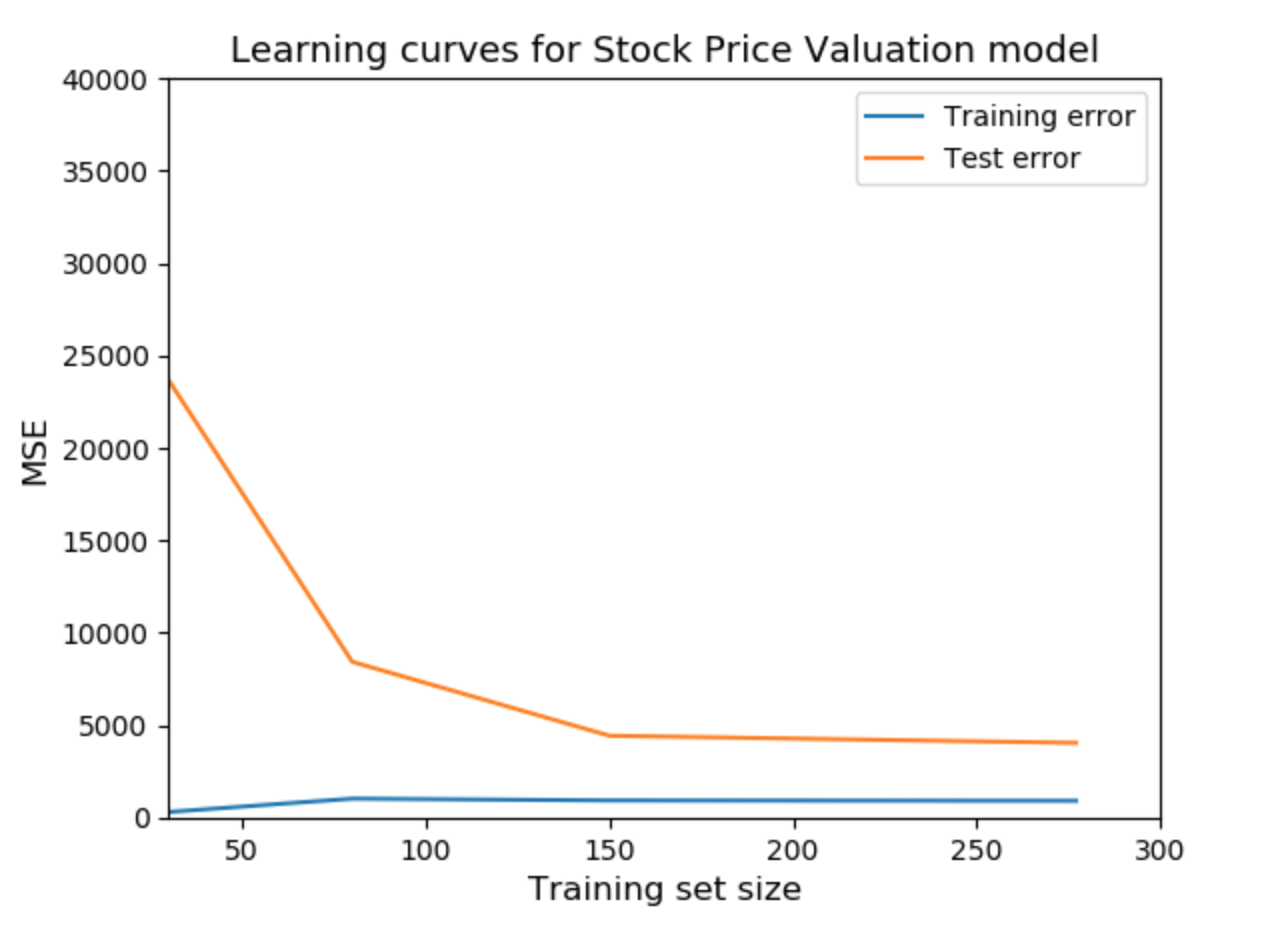 Learning curves for Stock Price Valuation model
40000
35000
30000
25000
20000
15000
10000
5000
0
MSE
Training error
Test error
50 100 150 200 250 300
Training set size